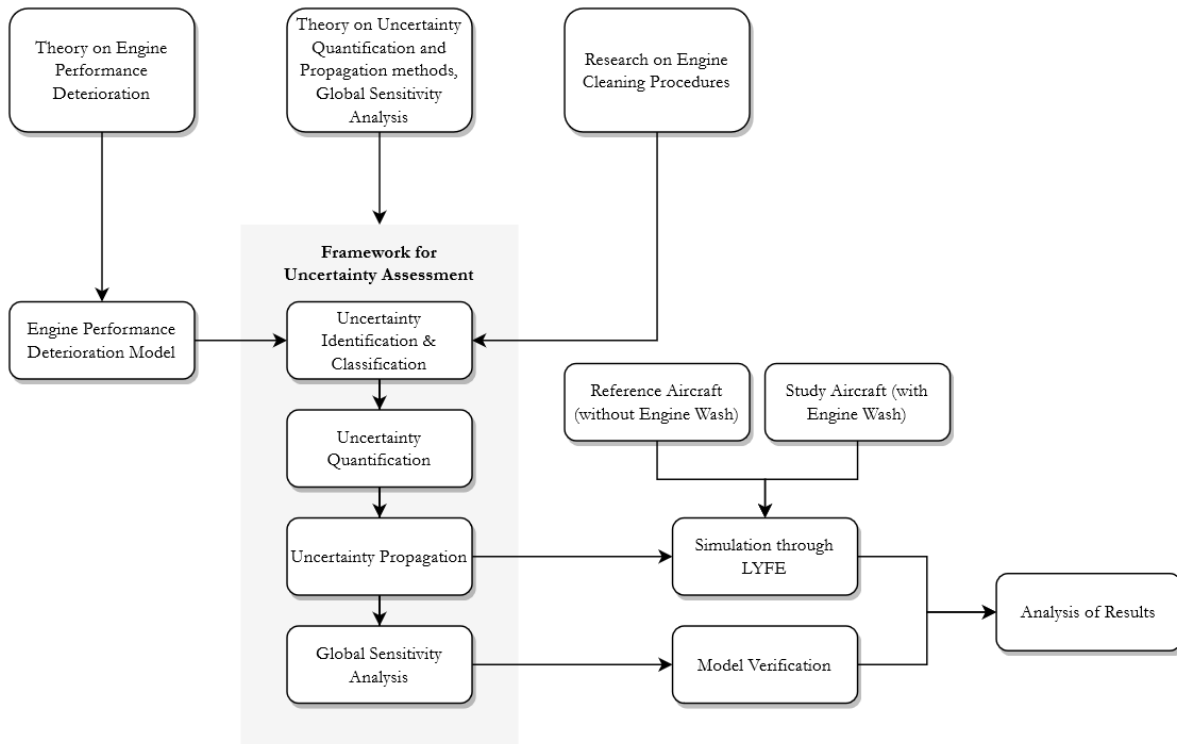 Theory on Engine
Performance
Deterioration
Theory on Uncertainty
Quantification and
Propagation methods,
Global Sensitivity
Analysis
Research on Engine
Cleaning Procedures
Framework for
Uncertainty Assessment
Engine Performance
Deterioration Model
Uncertainty
Identification &
Classification
Reference Aircraft
(without Engine Wash)
Study Aircraft (with
Engine Wash)
Uncertainty
Quantification
Uncertainty Propagation
Simulation through
LYFE
Analysis of Results
Global Sensitivity
Analysis
Model Verification